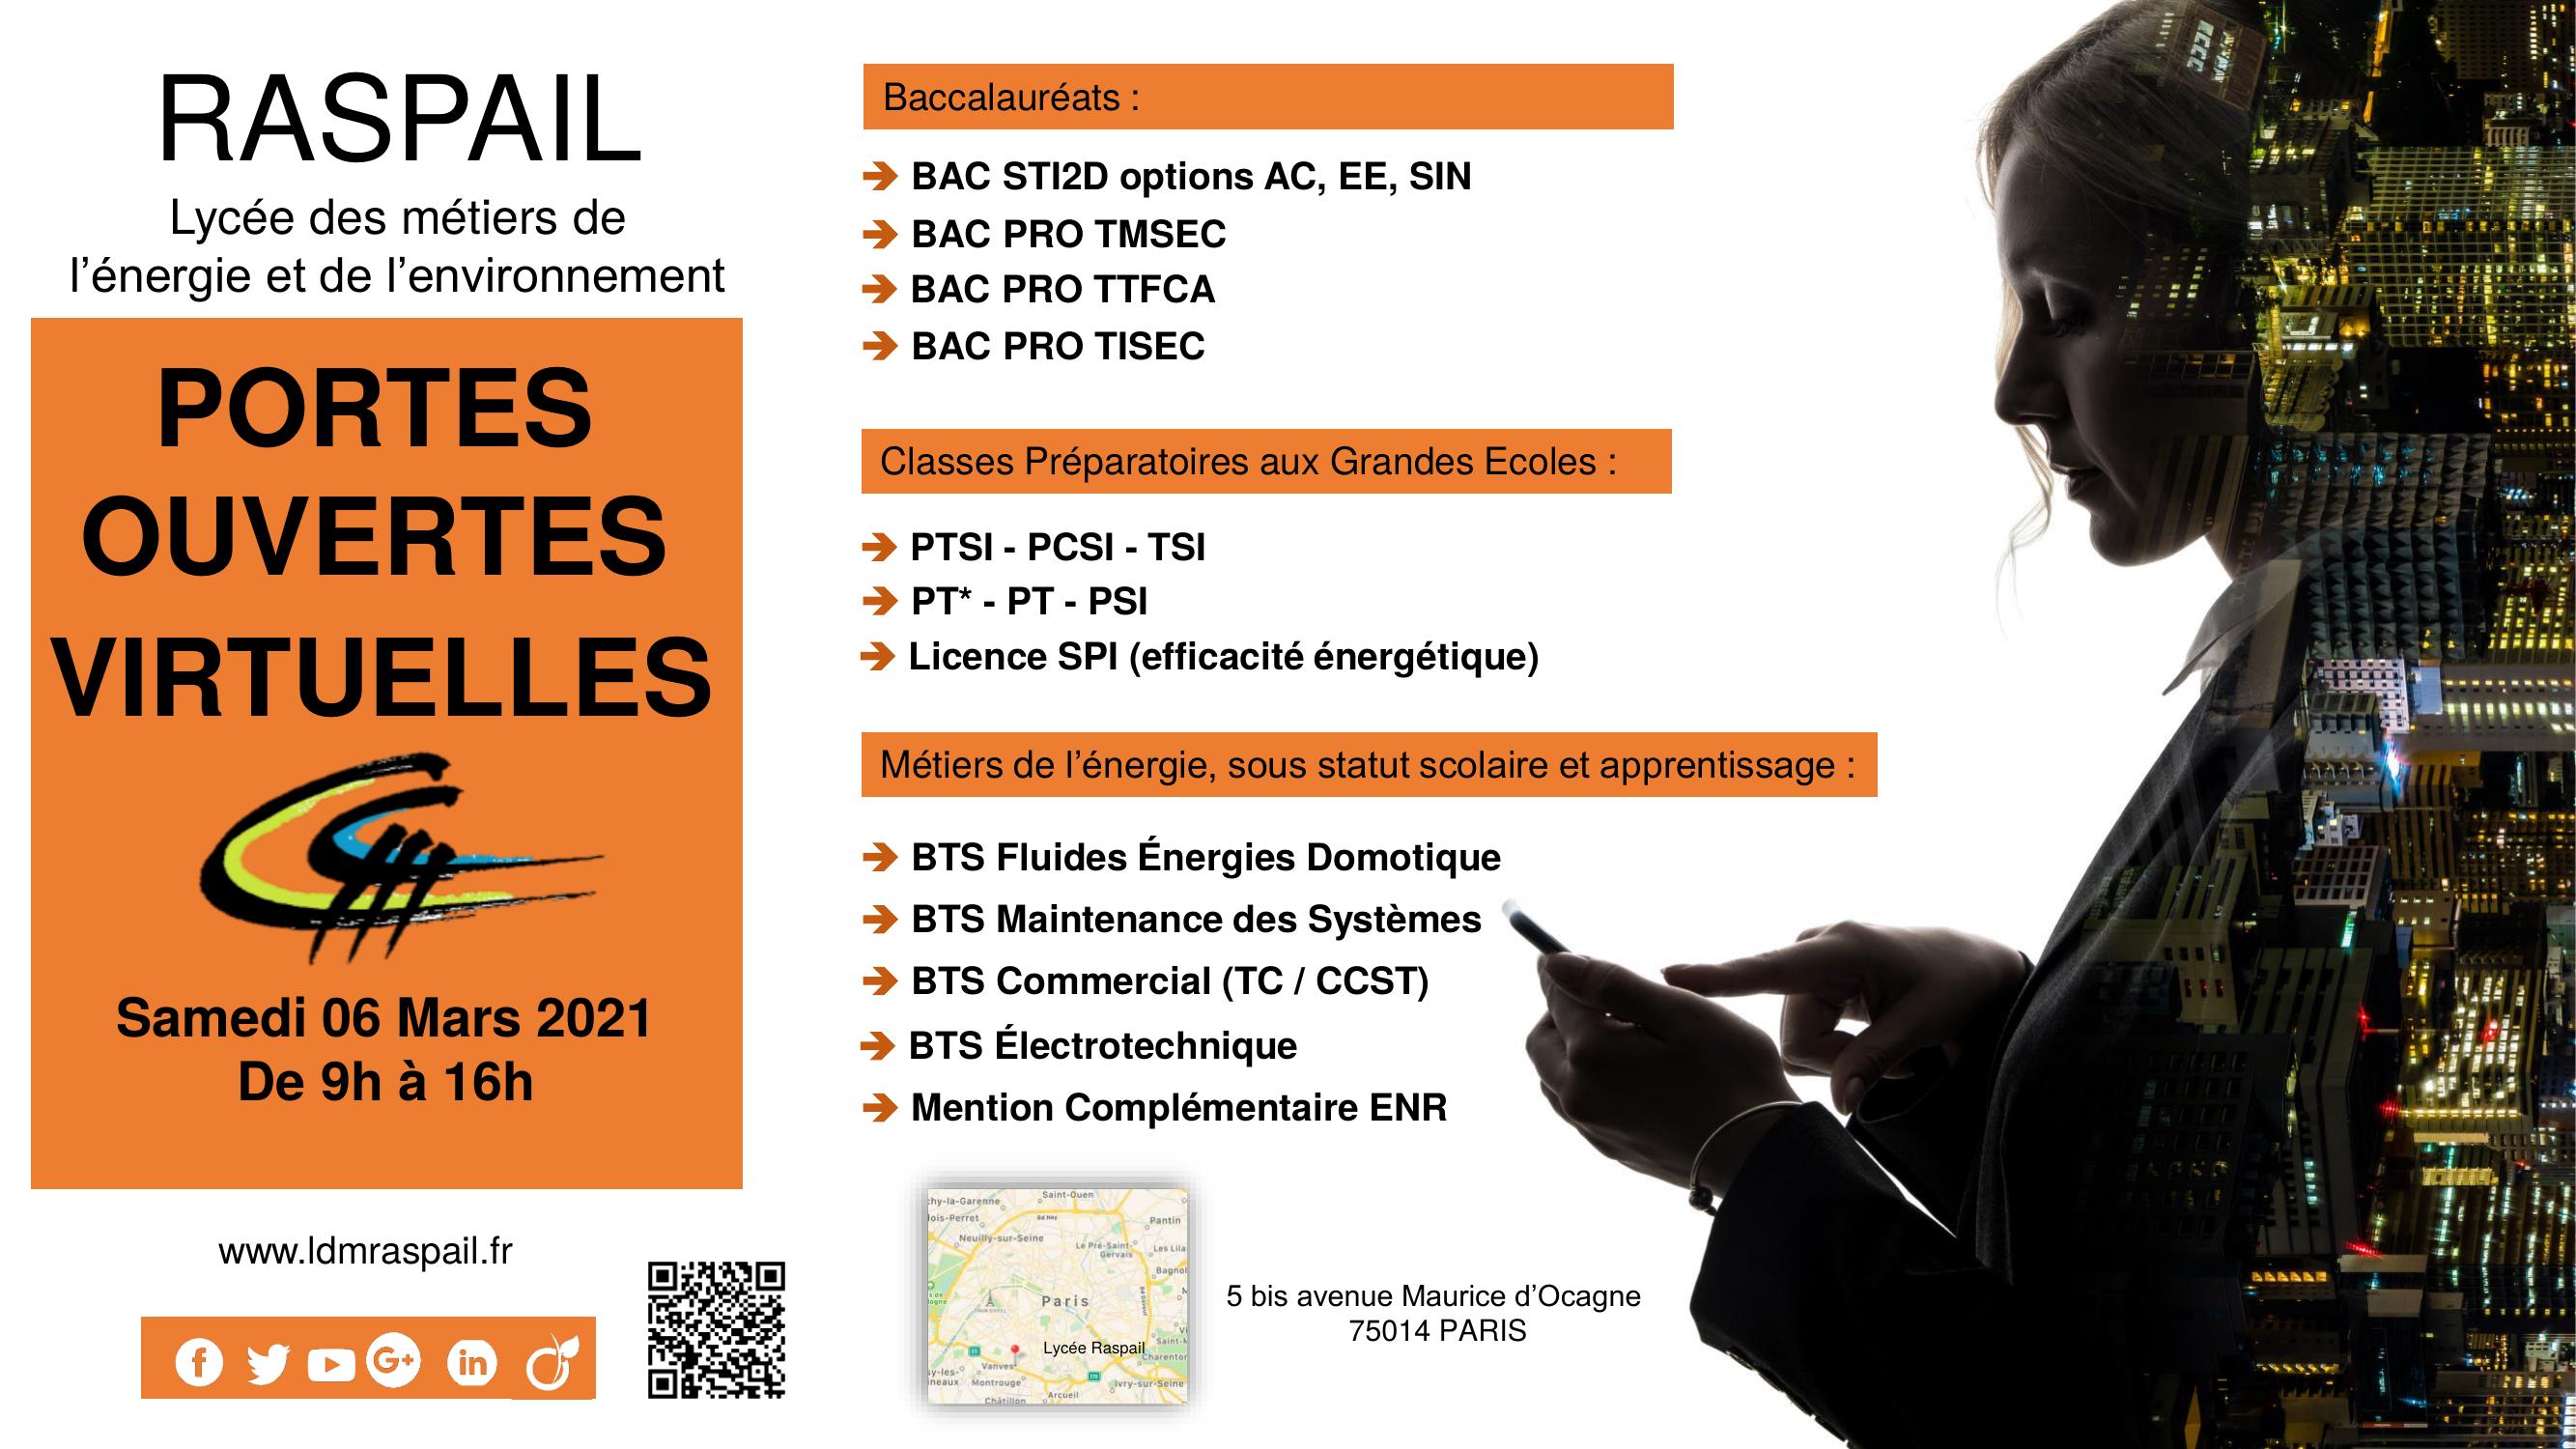 RASPAIL
Lycée des métiers de
l’énergie et de l’environnement
PORTES
OUVERTES
VIRTUELLES
Samedi 06 Mars 2021
De 9h à 16h
www.ldmraspail.fr
Baccalauréats :
BAC STI2D options AC, EE, SIN
BAC PRO TMSEC
BAC PRO TTFCA
BAC PRO TISEC
Classes Préparatoires aux Grandes Ecoles :
PTSI - PCSI - TSI
PT* - PT - PSI
Licence SPI (efficacité énergétique)
Métiers de l’énergie, sous statut scolaire et apprentissage :
BTS Fluides Énergies Domotique
BTS Maintenance des Systèmes
BTS Commercial (TC / CCST)
BTS Électrotechnique
Mention Complémentaire ENR
hy-la-Garenne
Saint-Ouen
lois-Perret
Pantin
Neuilly-sur-Seine
Le Pré-Saint-
Gervais
Les Lila
Bagnol
Paris
Lycée Raspail
Saint-M
Charenton
Vanves
Montrouge
Ivry-sur-Seine
Arcueil
Châtillon
5 bis avenue Maurice d’Ocagne
75014 PARIS